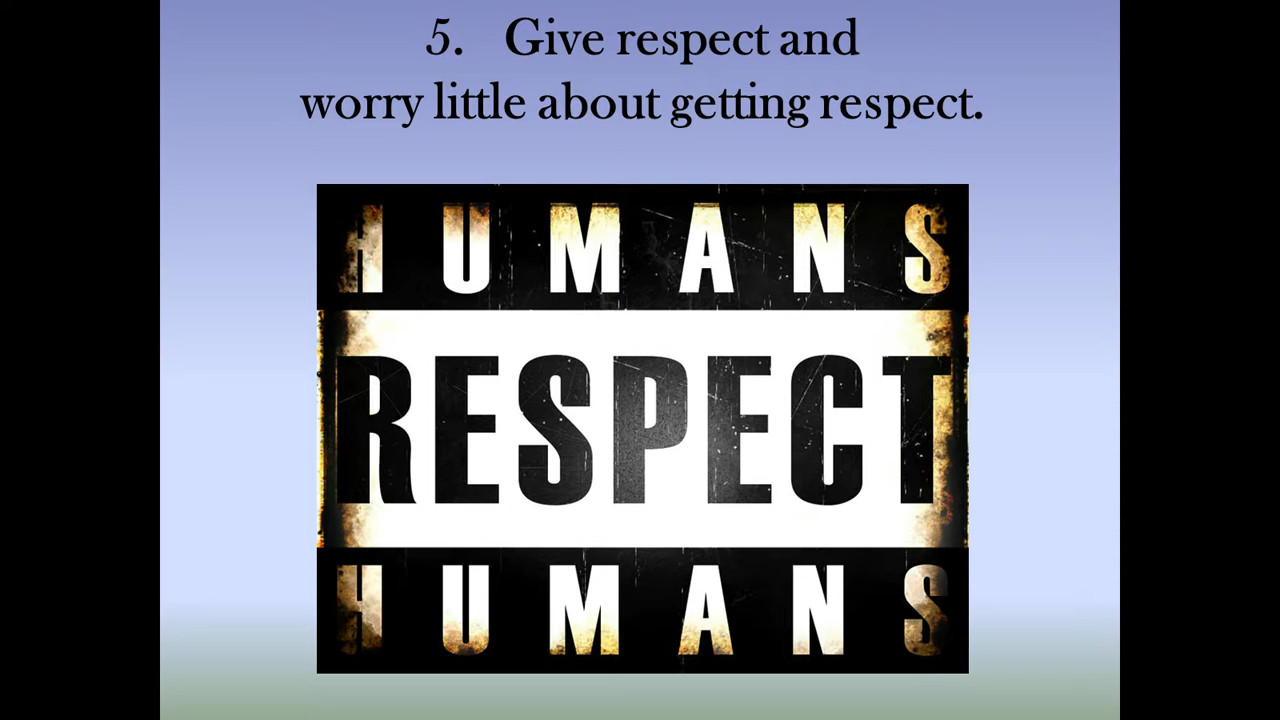 5. Give respect and
worry little about getting respect.
HUMANS
RESPECT
HUMANS